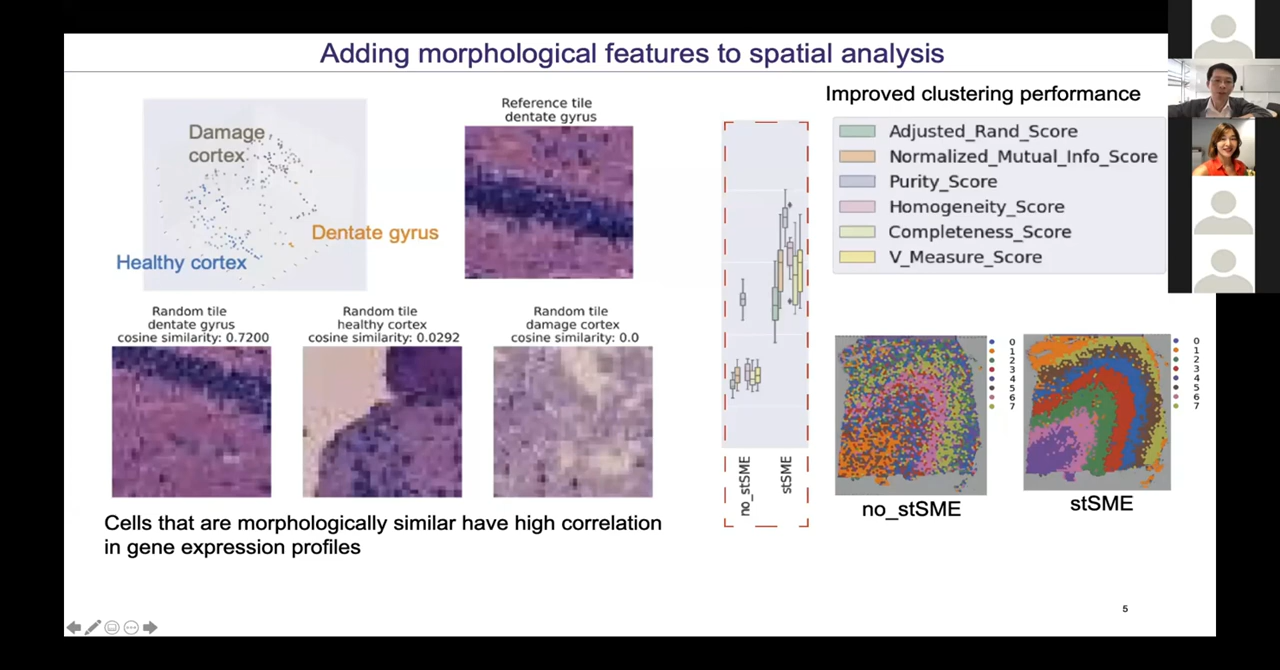 Adding morphological features to spatial analysis
Damage
cortex
Dentate gyrus
Healthy cortex
Reference tile
dentate gyrus
Random tile
dentate gyrus
cosine similarity: 0.7200
Random tile
healthy cortex
cosine similarity: 0.0292
Random tile
damage cortex
cosine similarity: 0.0
Cells that are morphologically similar have high correlation
in gene expression profiles
Improved clustering performance
Adjusted_Rand_Score
Normalized_Mutual_Info_Score
Purity_Score
Homogeneity_Score
Completeness_Score
V_Measure_Score
no_stSME
stSME
0
1
2
3
4
5
6
7
no_stSME
0
1
2
3
4
5
6
7
stSME
5